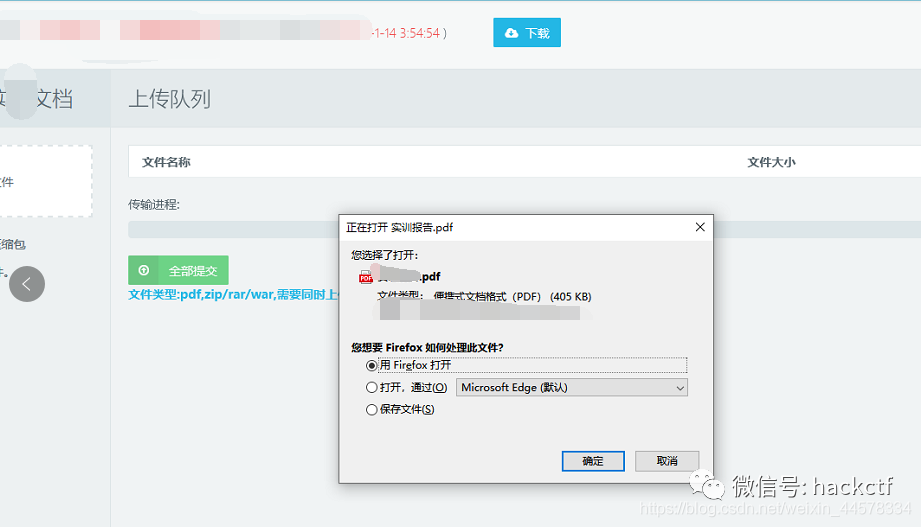 -1-14 3:54:54 )
下载
文档
上传队列
文件名称
文件大小
文件
传输进程:
缩包
全部提交
文件类型:pdf,zip/rar/war,需要同时上
正在打开 实训报告.pdf
您选择了打开:
.pdf
文件类型: 便携式文档格式（PDF） (405 KB)
您想要 Firefox 如何处理此文件?
用 Firefox 打开
打开，通过(O)
Microsoft Edge (默认)
保存文件(S)
确定
取消
微信号: hackctf
https://blog.csdn.net/weixin_44578334